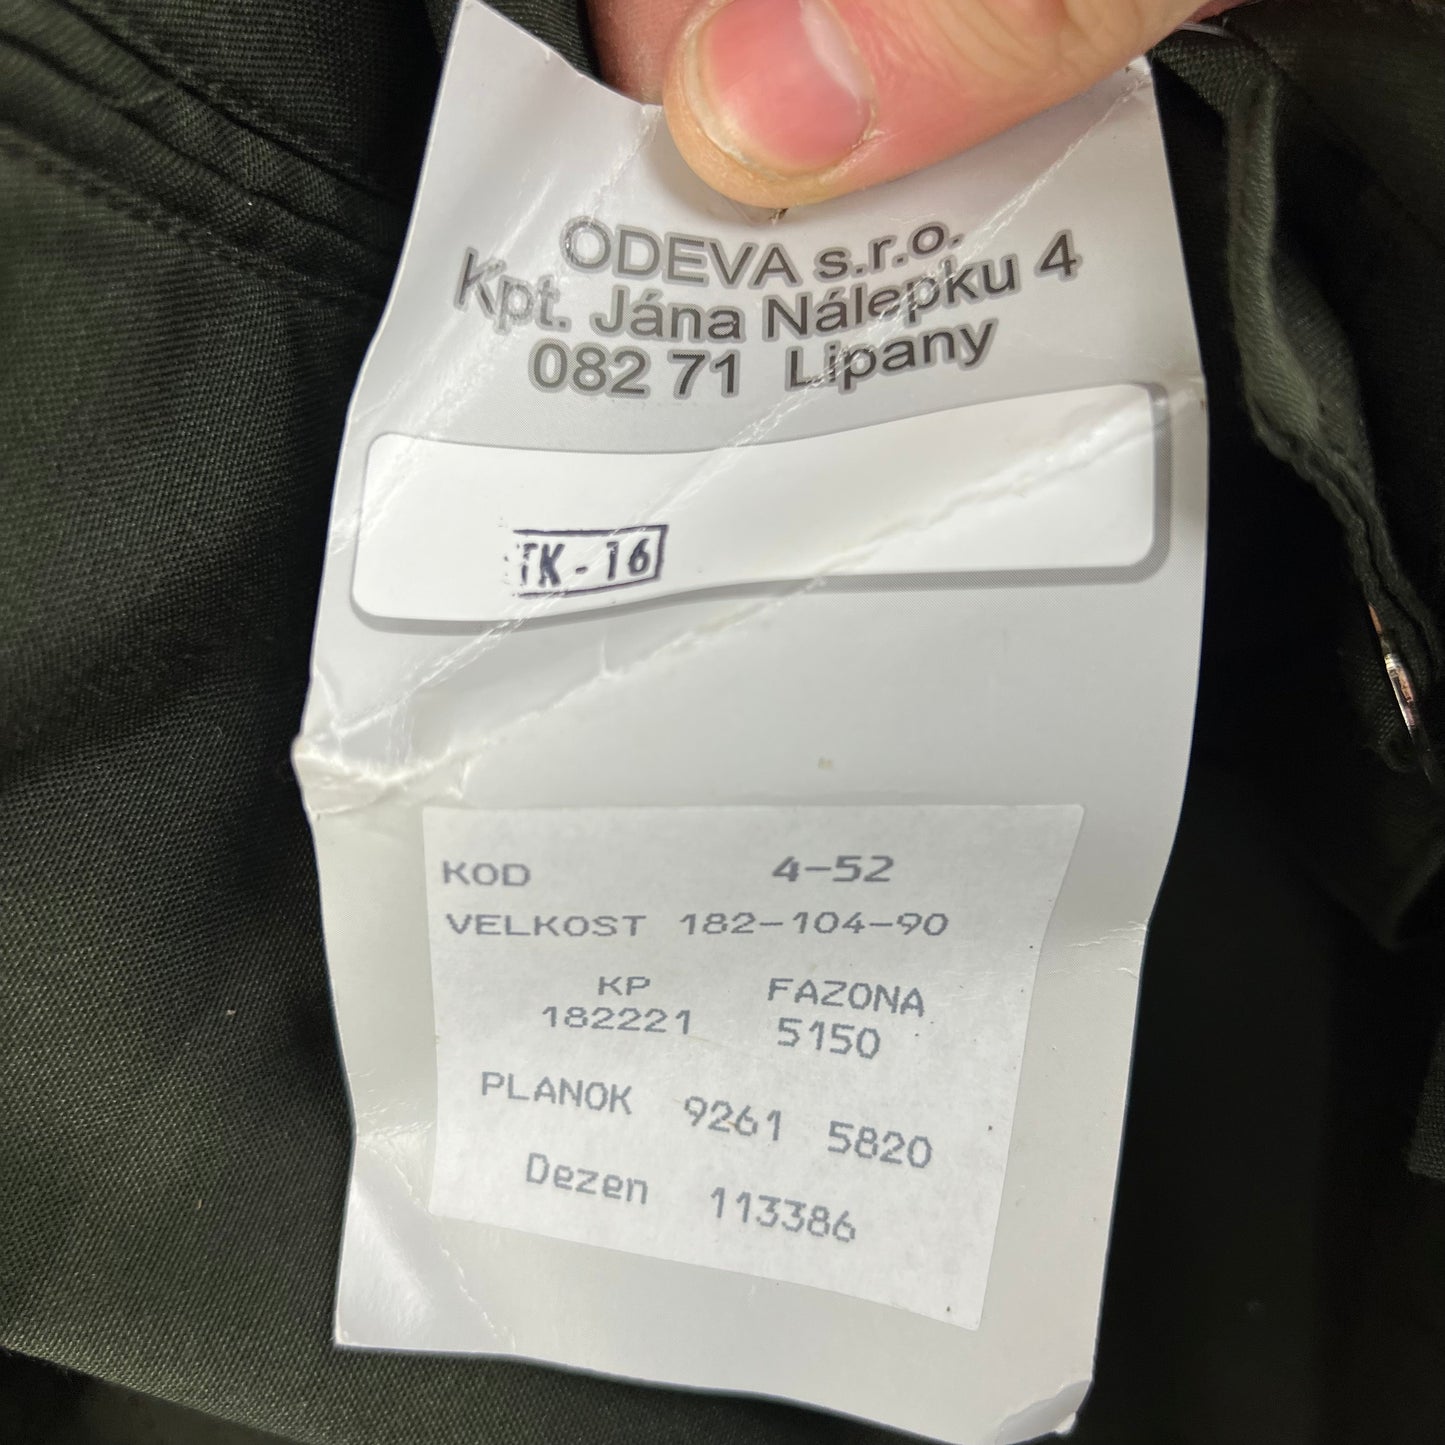 ODEVA s.r.o.
Kpt. Jána Nálepku 4
082 71 Lipany
TK - 16
KOD 4-52
VELKOST 182-104-90
KP FAZONA
182221 5150
PLANOK 9261 5820
Dezen 113386